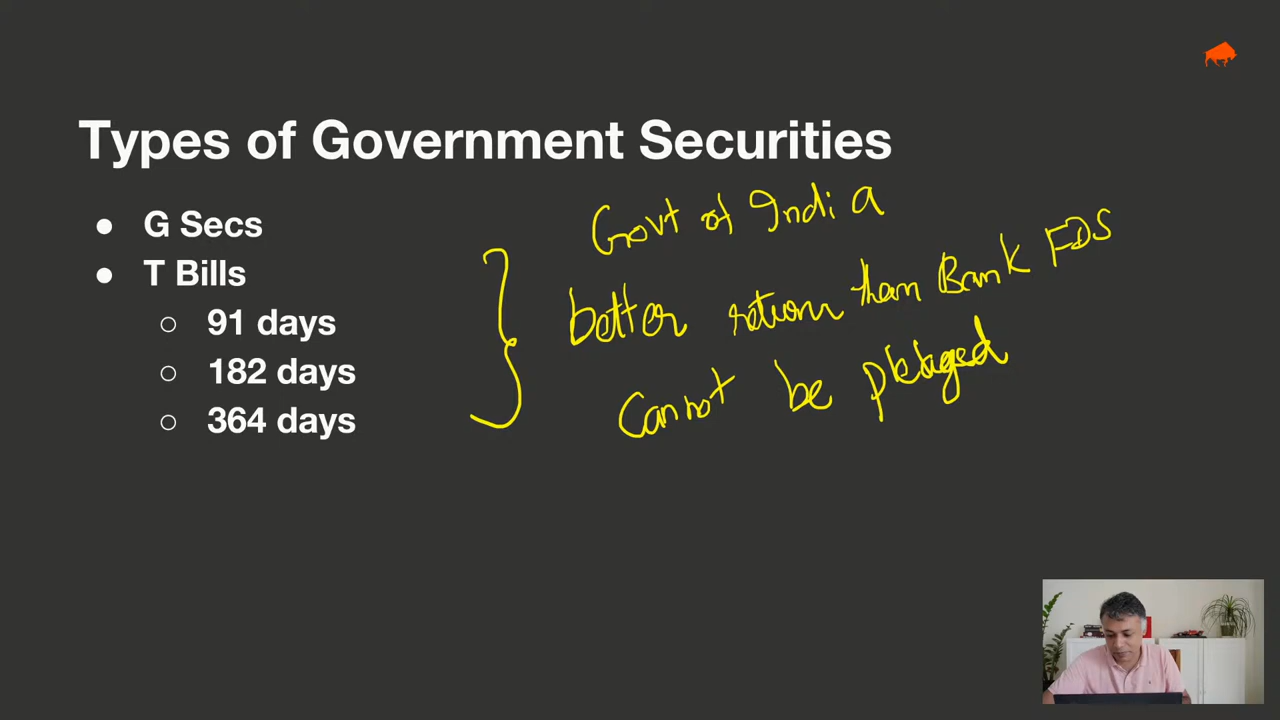 Types of Government Securities
● G Secs
● T Bills
○ 91 days
○ 182 days
○ 364 days
Govt of India
better return than Bank FDS
Cannot be pledged